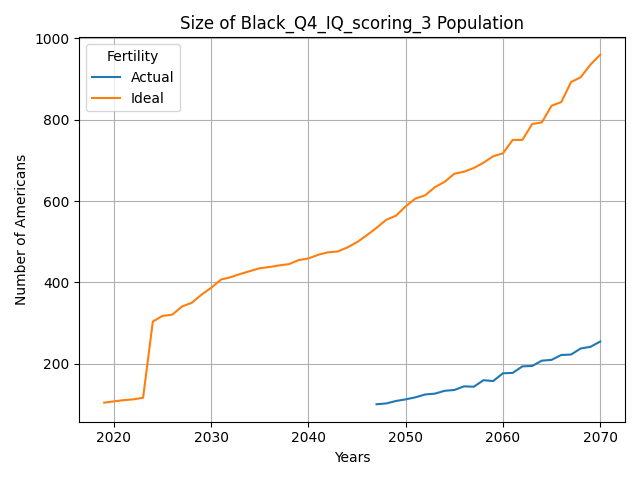 Size of Black_Q4_IQ_scoring_3 Population
Fertility
Actual
Ideal
Number of Americans
1000
800
600
400
200
2020
2030
2040
2050
2060
2070
Years